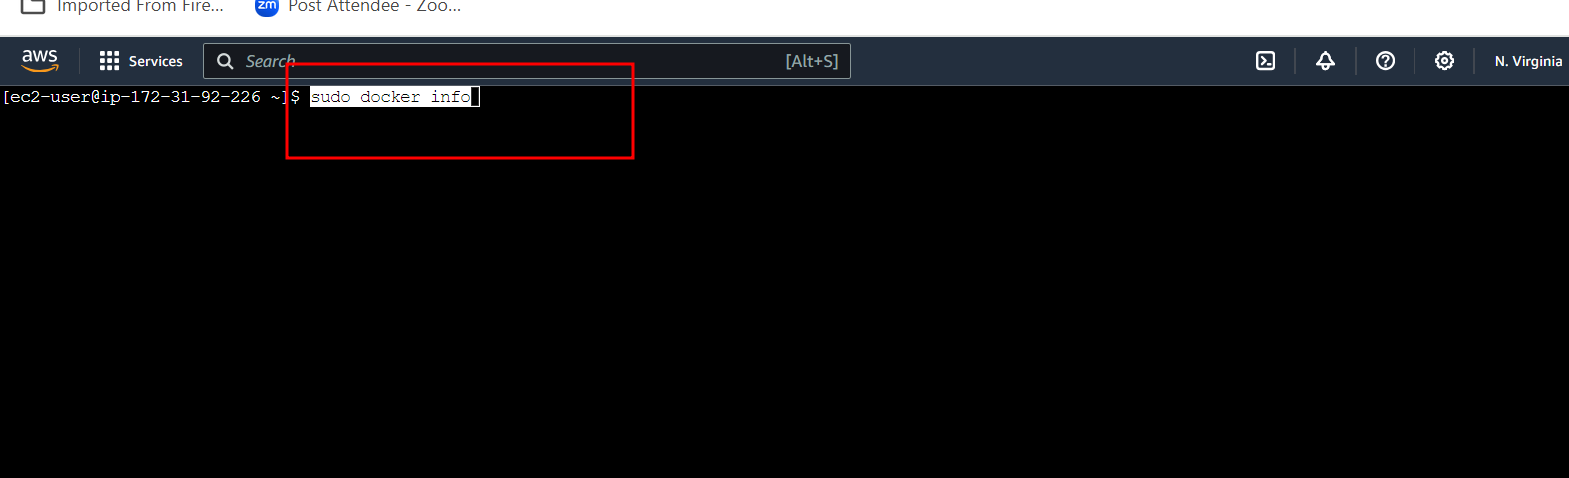 Imported From Fire... Post Attendee - Zoo...
zm
aws Services Search [Alt+S] N. Virginia
[ec2-user@ip-172-31-92-226 ~]$ sudo docker info